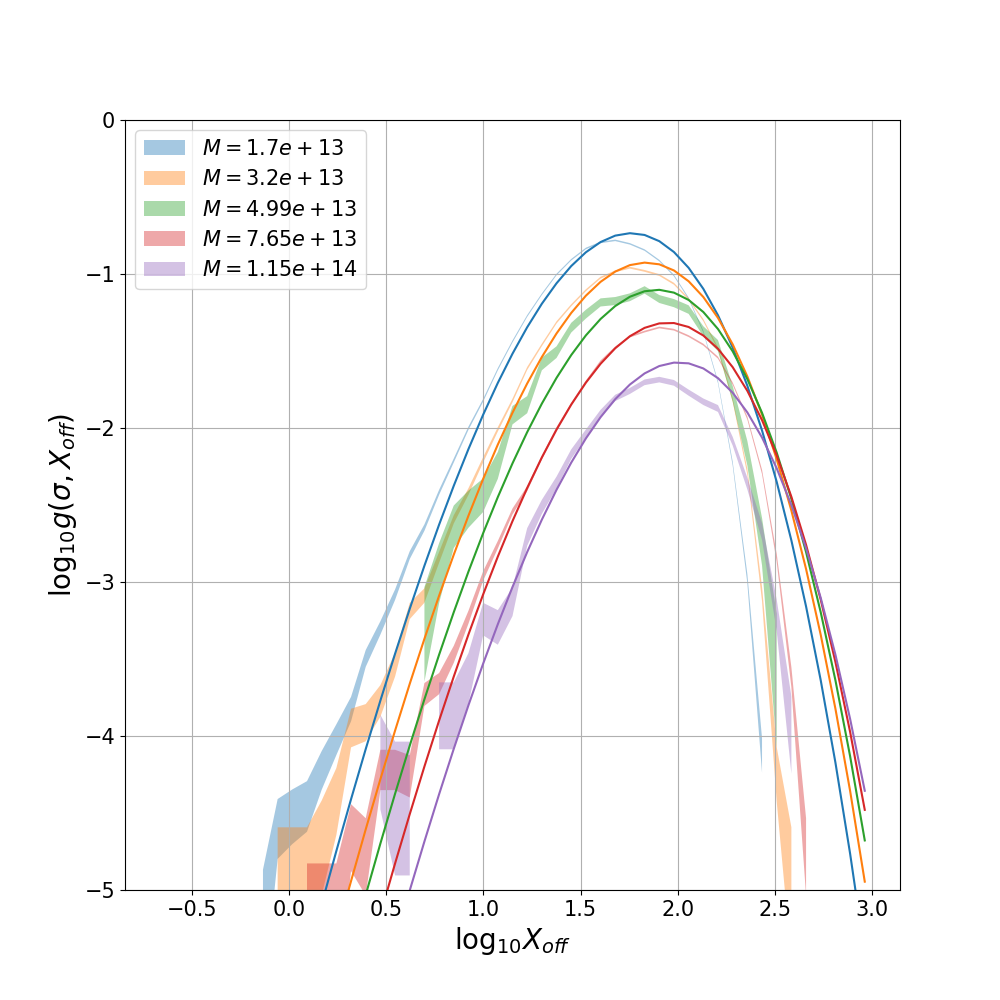 0
−1
−2
−3
−4
−5
log₁₀g(σ, X_off)
M = 1.7e + 13
M = 3.2e + 13
M = 4.99e + 13
M = 7.65e + 13
M = 1.15e + 14
−0.5 0.0 0.5 1.0 1.5 2.0 2.5 3.0
log₁₀X_off